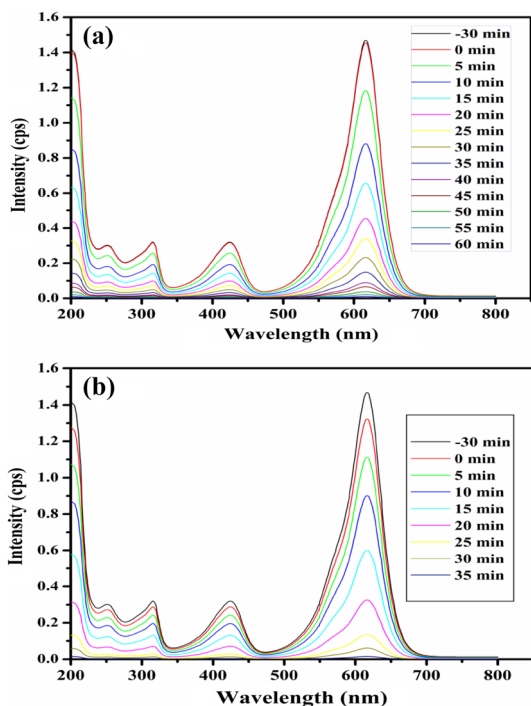 (a)
1.6
1.4
1.2
1.0
0.8
0.6
0.4
0.2
0.0
Intensity (cps)
-30 min
0 min
5 min
10 min
15 min
20 min
25 min
30 min
35 min
40 min
45 min
50 min
55 min
60 min
200 300 400 500 600 700 800
Wavelength (nm)
(b)
1.6
1.4
1.2
1.0
0.8
0.6
0.4
0.2
0.0
Intensity (cps)
-30 min
0 min
5 min
10 min
15 min
20 min
25 min
30 min
35 min
200 300 400 500 600 700 800
Wavelength (nm)